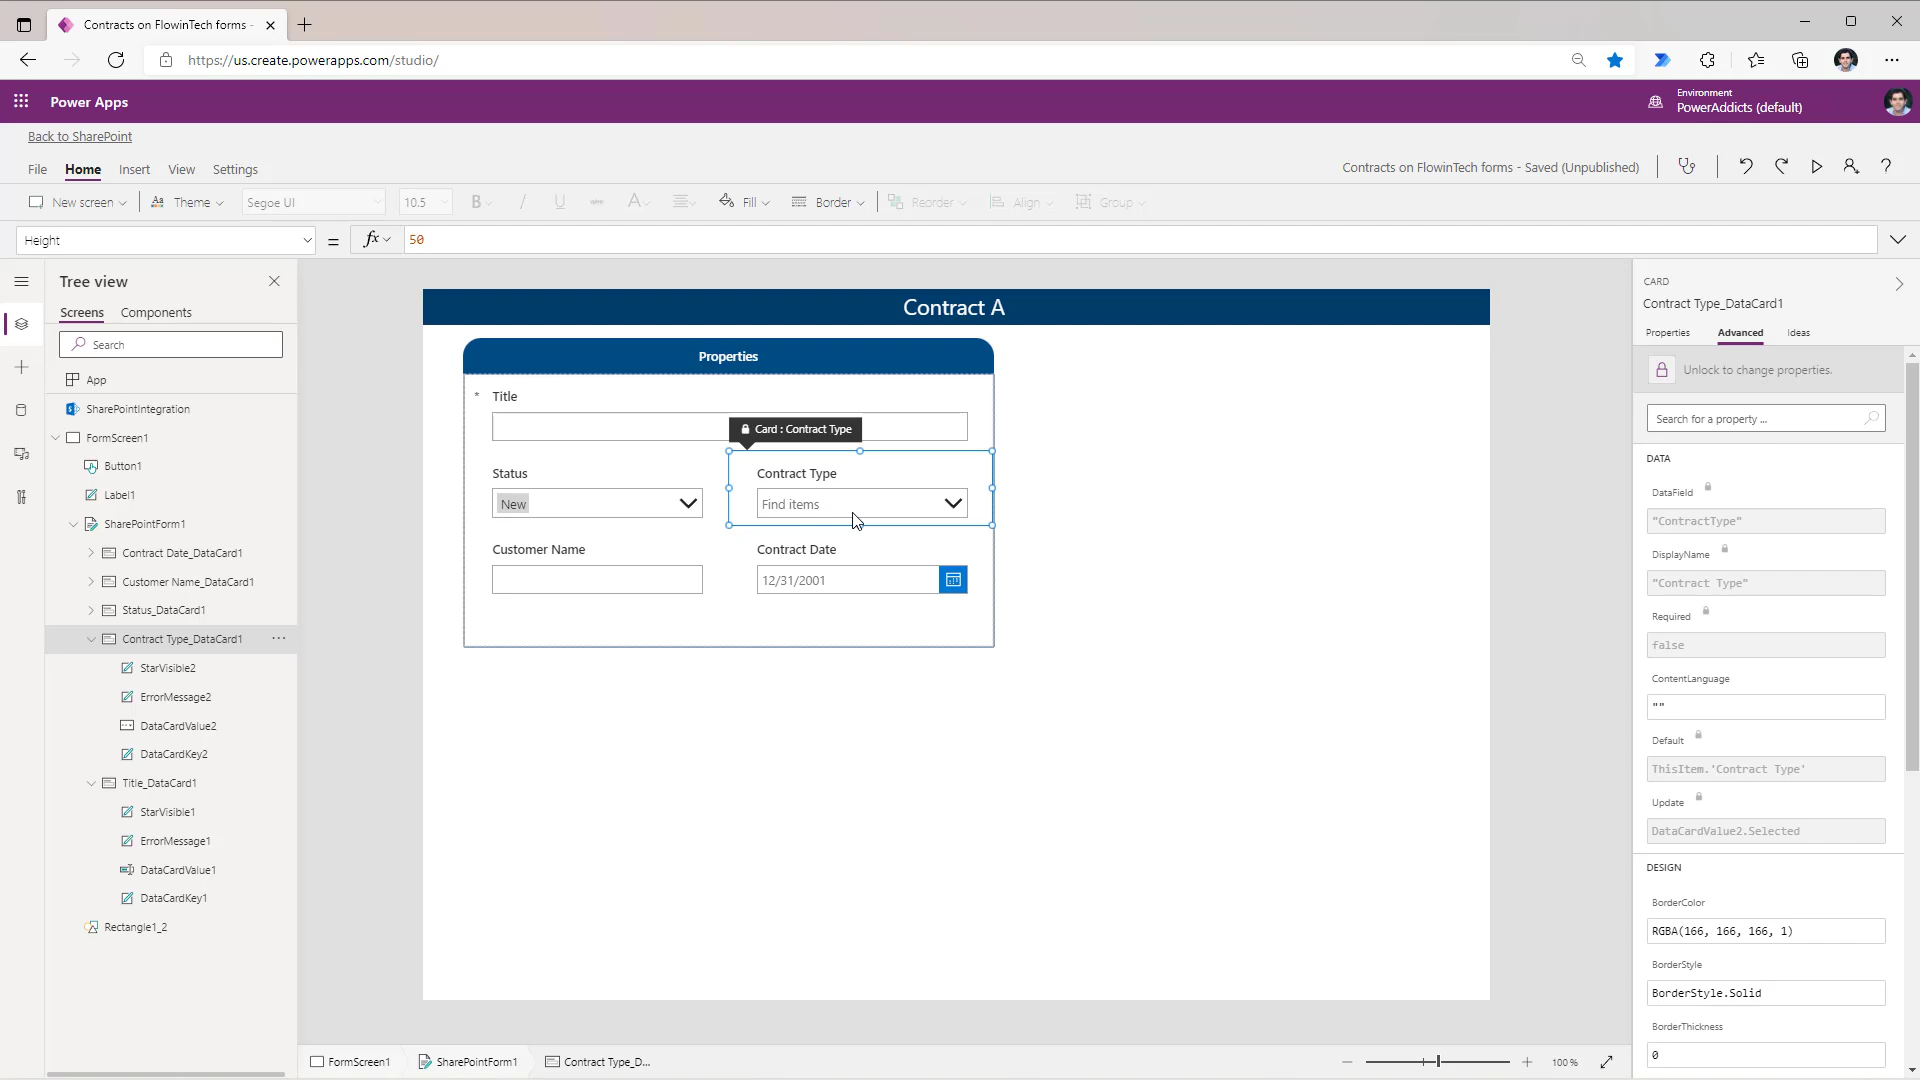 Contracts on FlowinTech forms -
https://us.create.powerapps.com/studio/
Power Apps
Environment
PowerAddicts (default)
Back to SharePoint
File Home Insert View Settings
Contracts on FlowinTech forms - Saved (Unpublished)
New screen Theme Segoe UI 10.5 B / U abc A Fill Border Reorder Align Group
Height = fx 50
Tree view
Screens Components
Search
App
SharePointIntegration
FormScreen1
Button1
Label1
SharePointForm1
Contract Date_DataCard1
Customer Name_DataCard1
Status_DataCard1
Contract Type_DataCard1
StarVisible2
ErrorMessage2
DataCardValue2
DataCardKey2
Title_DataCard1
StarVisible1
ErrorMessage1
DataCardValue1
DataCardKey1
Rectangle1_2
Contract A
Properties
* Title
Card : Contract Type
Status
Contract Type
New
Find items
Customer Name
Contract Date
12/31/2001
FormScreen1 SharePointForm1 Contract Type_D...
100 %
CARD
Contract Type_DataCard1
Properties Advanced Ideas
Unlock to change properties.
Search for a property ...
DATA
DataField
"ContractType"
DisplayName
"Contract Type"
Required
false
ContentLanguage
""
Default
ThisItem.'Contract Type'
Update
DataCardValue2.Selected
DESIGN
BorderColor
RGBA(166, 166, 166, 1)
BorderStyle
BorderStyle.Solid
BorderThickness
0